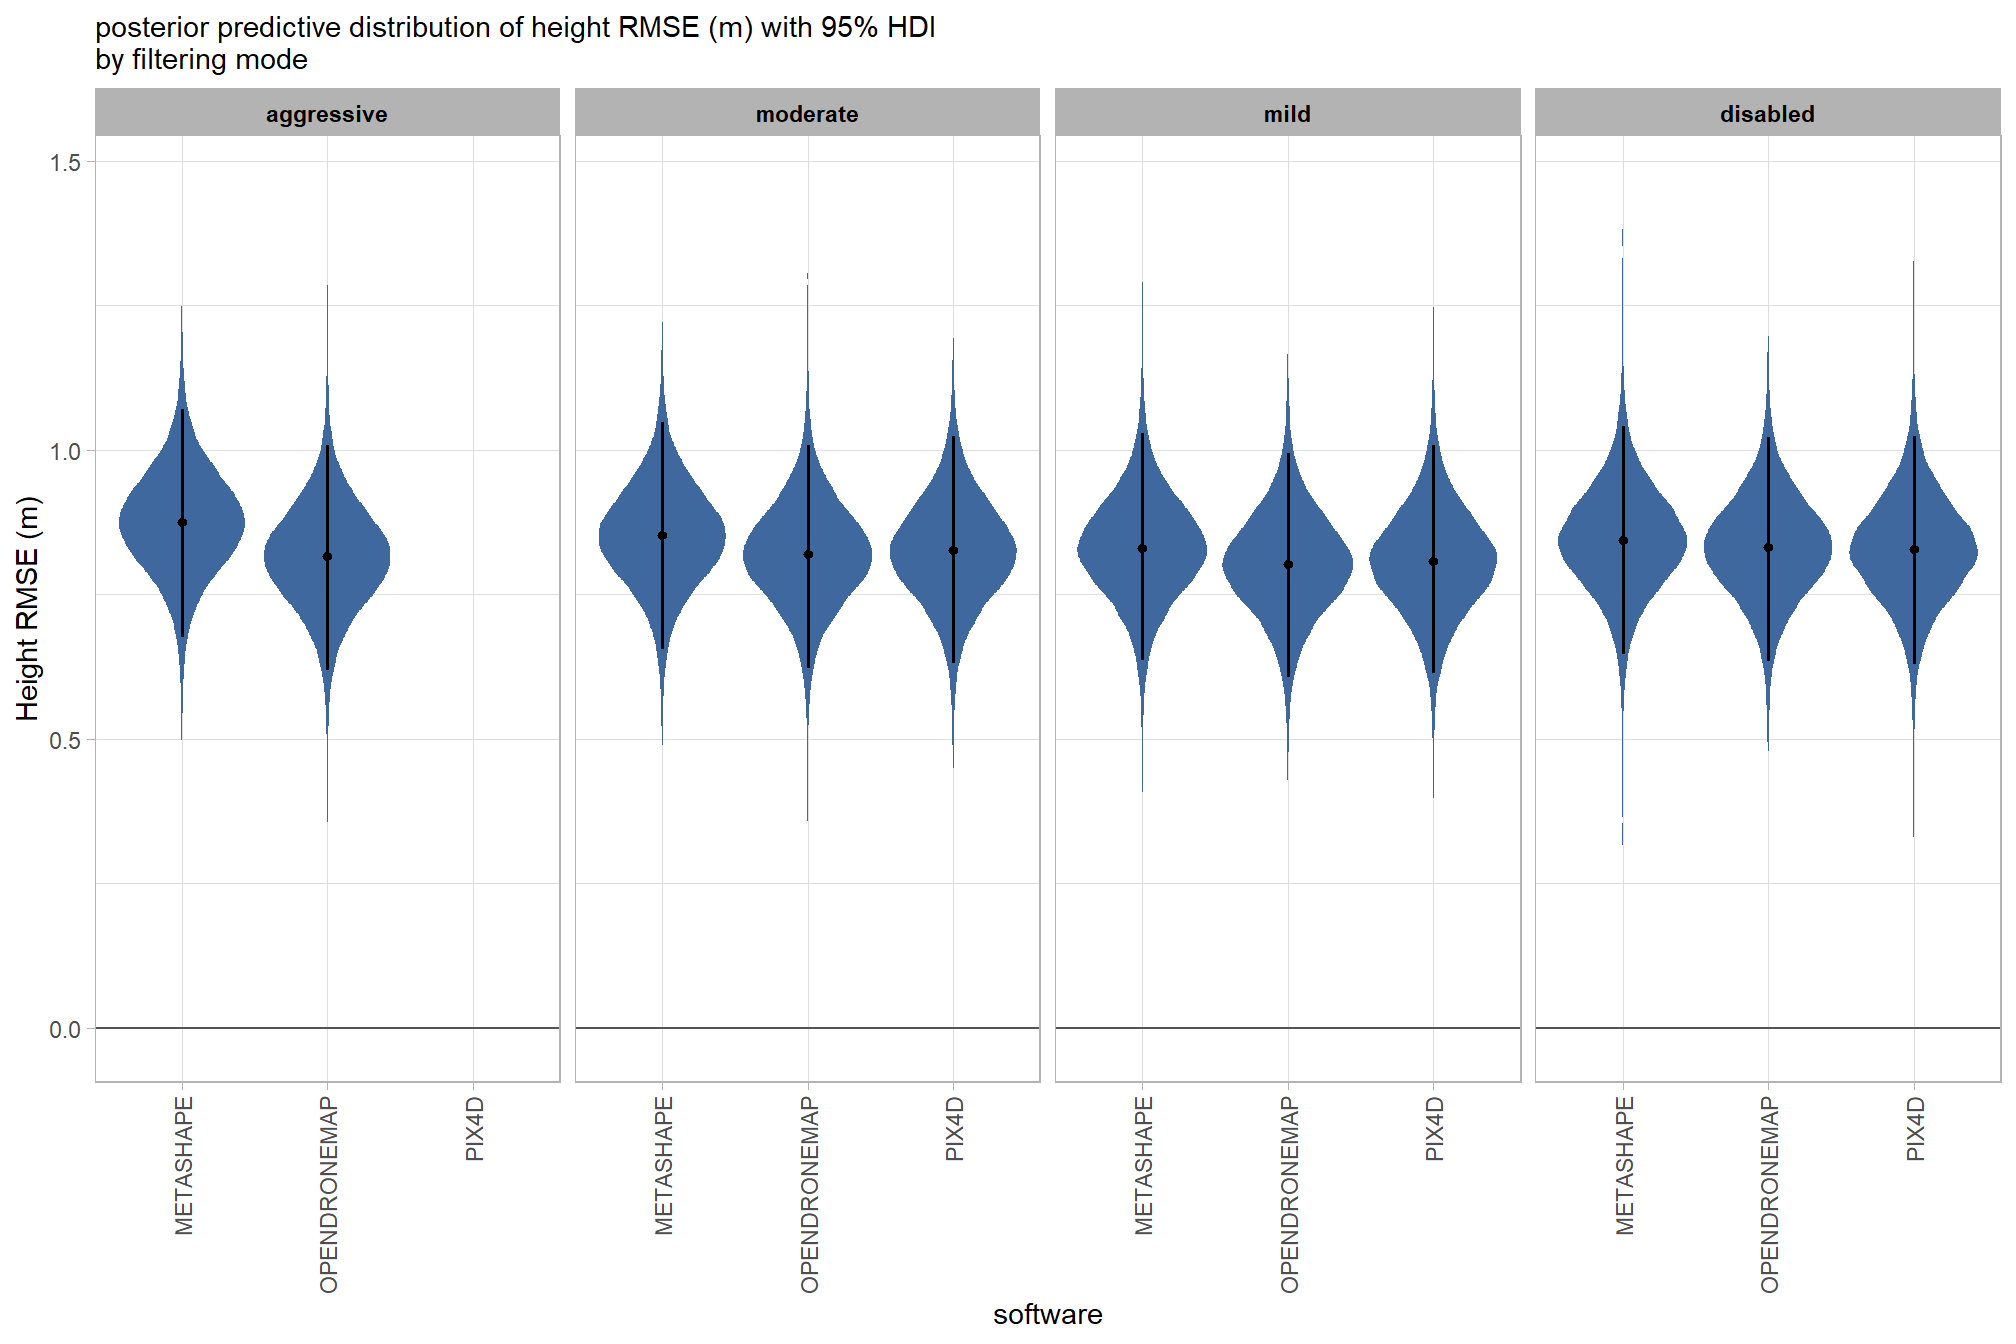 posterior predictive distribution of height RMSE (m) with 95% HDI
by filtering mode
aggressive
moderate
mild
disabled
Height RMSE (m)
1.5
1.0
0.5
0.0
METASHAPE
OPENDRONEMAP
PIX4D
METASHAPE
OPENDRONEMAP
PIX4D
METASHAPE
OPENDRONEMAP
PIX4D
METASHAPE
OPENDRONEMAP
PIX4D
software